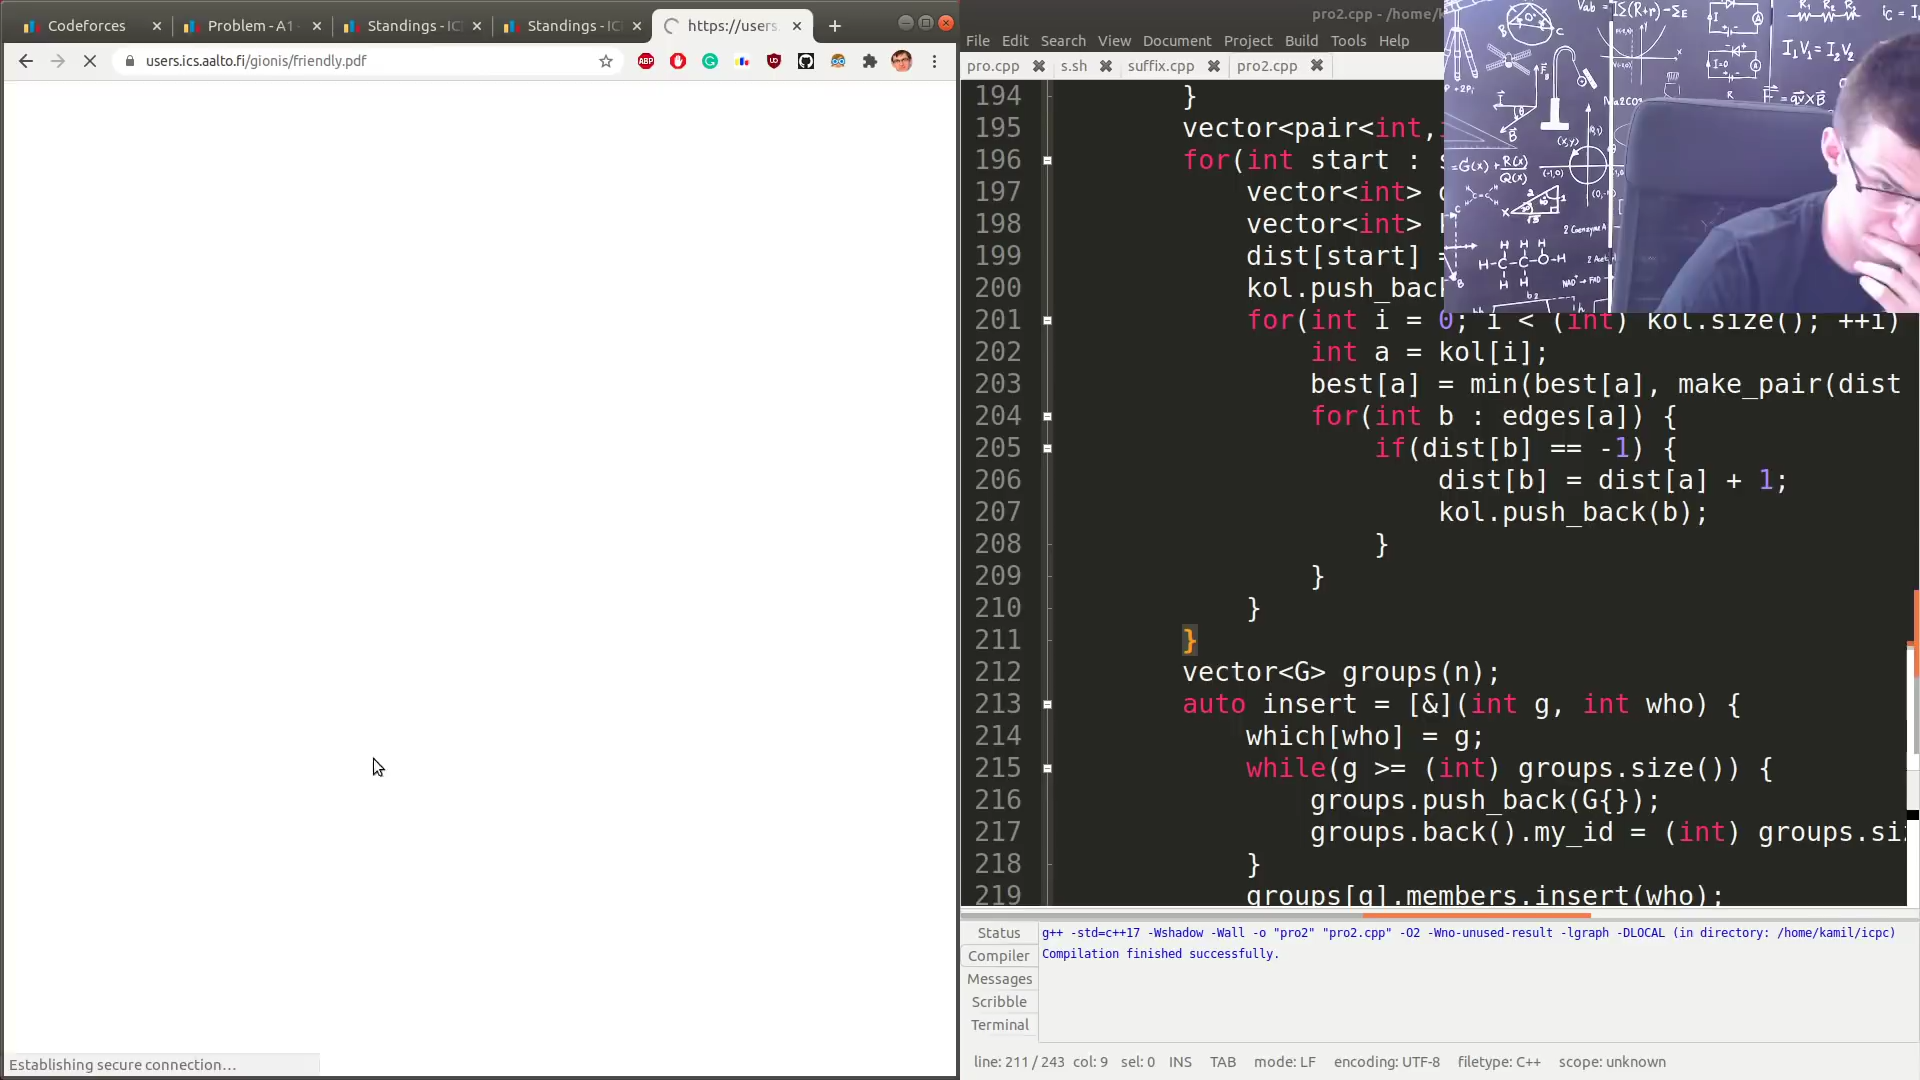 Codeforces
Problem - A1 -
Standings - IC
Standings - IC
https://users.
users.ics.aalto.fi/gionis/friendly.pdf
Establishing secure connection...
pro2.cpp - /home/k
File Edit Search View Document Project Build Tools Help
pro.cpp
s.sh
suffix.cpp
pro2.cpp
194 }
195 vector<pair<int,
196 for(int start :
197 vector<int>
198 vector<int>
199 dist[start] =
200 kol.push_back
201 for(int i = 0; i < (int) kol.size(); ++i)
202 int a = kol[i];
203 best[a] = min(best[a], make_pair(dist
204 for(int b : edges[a]) {
205 if(dist[b] == -1) {
206 dist[b] = dist[a] + 1;
207 kol.push_back(b);
208 }
209 }
210 }
211 }
212 vector<G> groups(n);
213 auto insert = [&](int g, int who) {
214 which[who] = g;
215 while(g >= (int) groups.size()) {
216 groups.push_back(G{});
217 groups.back().my_id = (int) groups.si
218 }
219 groups[g].members.insert(who);
Status
Compiler
Messages
Scribble
Terminal
g++ -std=c++17 -Wshadow -Wall -o "pro2" "pro2.cpp" -O2 -Wno-unused-result -lgraph -DLOCAL (in directory: /home/kamil/icpc)
Compilation finished successfully.
line: 211 / 243 col: 9 sel: 0 INS TAB mode: LF encoding: UTF-8 filetype: C++ scope: unknown